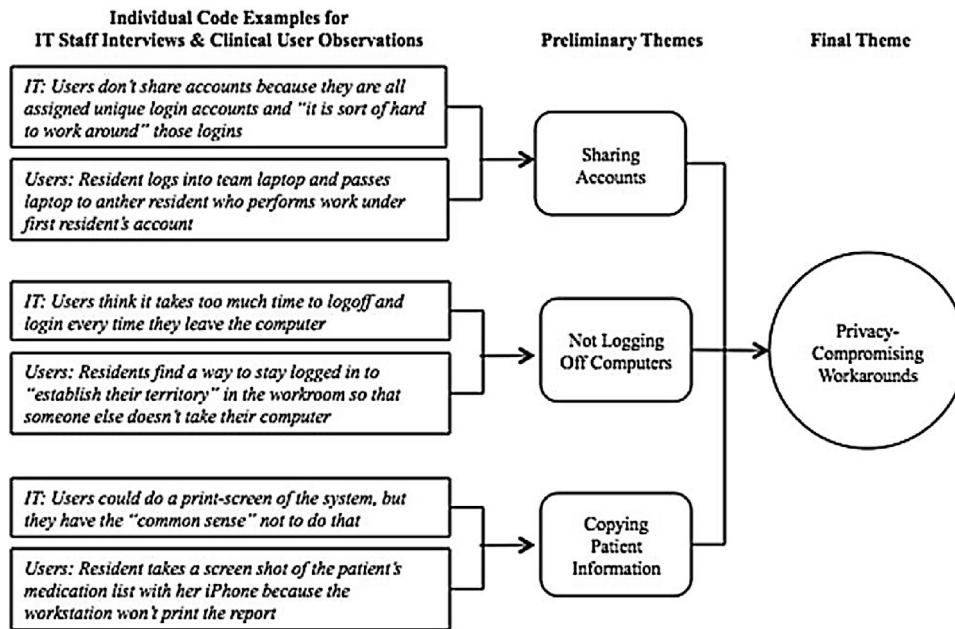 Individual Code Examples for
IT Staff Interviews & Clinical User Observations
Preliminary Themes
Final Theme
IT: Users don't share accounts because they are all
assigned unique login accounts and "it is sort of hard
to work around" those logins
Users: Resident logs into team laptop and passes
laptop to anther resident who performs work under
first resident's account
Sharing
Accounts
IT: Users think it takes too much time to logoff and
login every time they leave the computer
Users: Residents find a way to stay logged in to
"establish their territory" in the workroom so that
someone else doesn't take their computer
Not Logging
Off Computers
IT: Users could do a print-screen of the system, but
they have the "common sense" not to do that
Users: Resident takes a screen shot of the patient's
medication list with her iPhone because the
workstation won't print the report
Copying
Patient
Information
Privacy-
Compromising
Workarounds